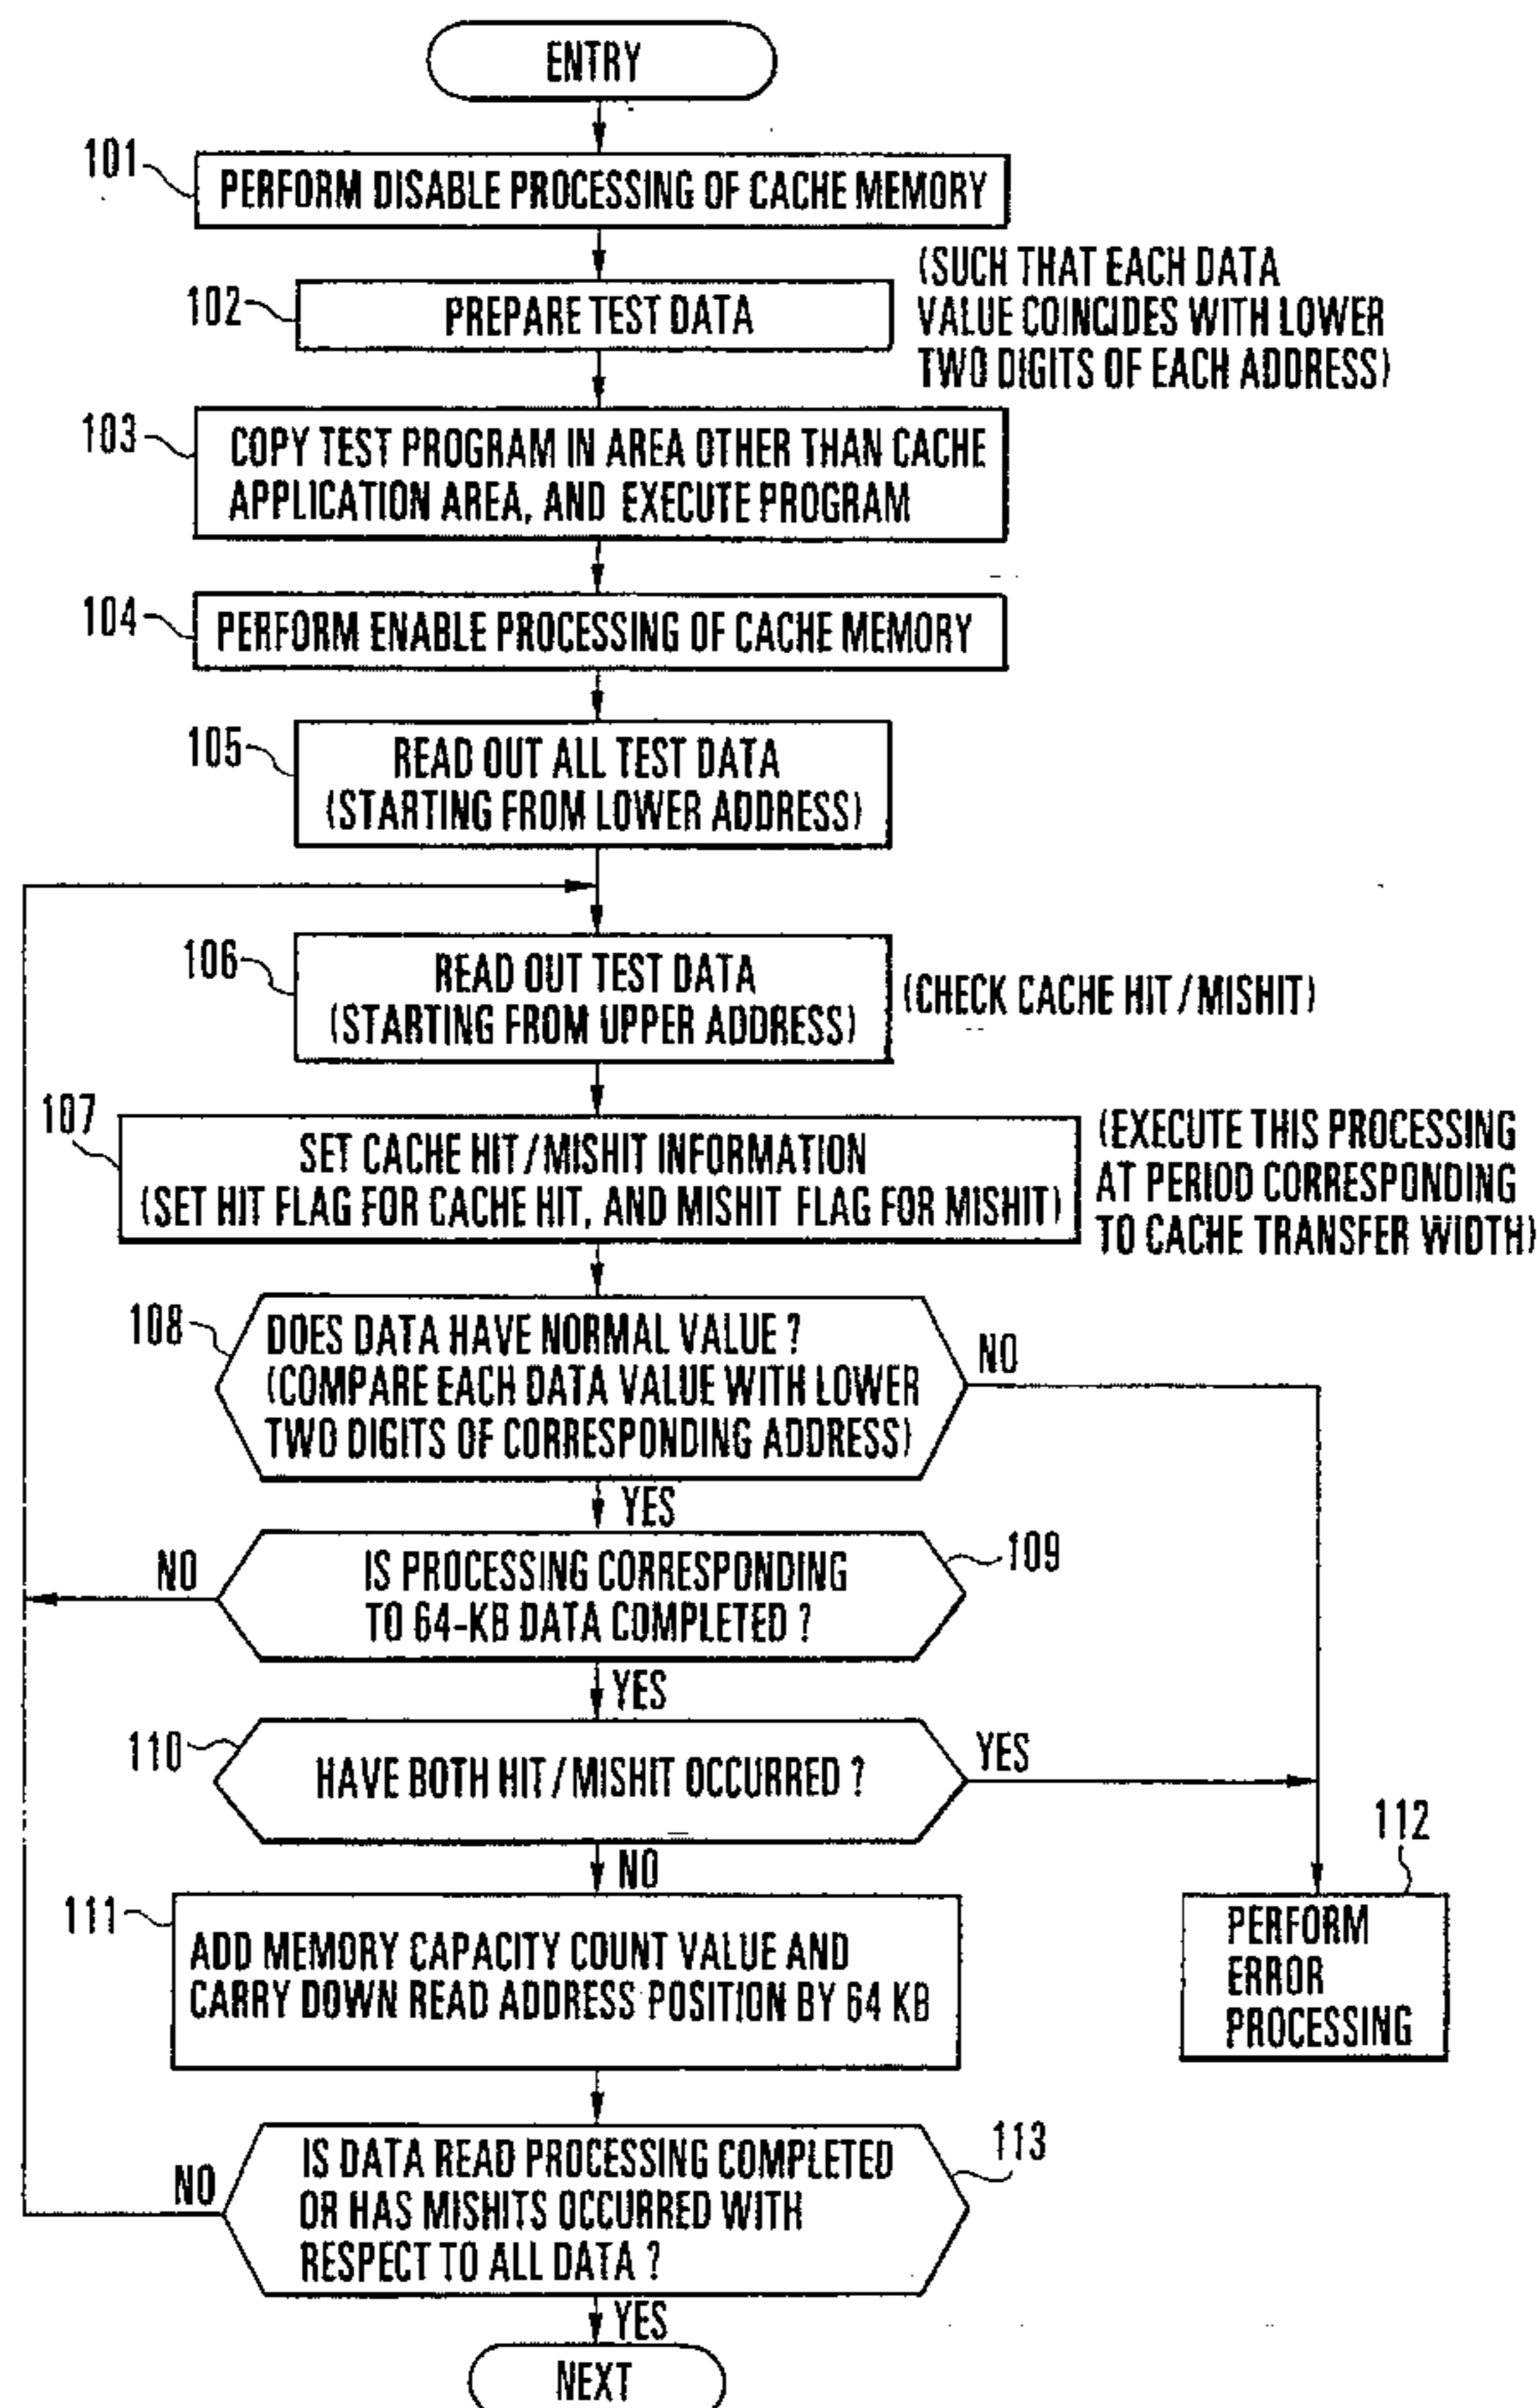 ENTRY
101
PERFORM DISABLE PROCESSING OF CACHE MEMORY
102
PREPARE TEST DATA
(SUCH THAT EACH DATA
VALUE COINCIDES WITH LOWER
TWO DIGITS OF EACH ADDRESS)
103
COPY TEST PROGRAM IN AREA OTHER THAN CACHE
APPLICATION AREA, AND EXECUTE PROGRAM
104
PERFORM ENABLE PROCESSING OF CACHE MEMORY
105
READ OUT ALL TEST DATA
(STARTING FROM LOWER ADDRESS)
106
READ OUT TEST DATA
(STARTING FROM UPPER ADDRESS)
(CHECK CACHE HIT/MISHIT)
107
SET CACHE HIT/MISHIT INFORMATION
(SET HIT FLAG FOR CACHE HIT, AND MISHIT FLAG FOR MISHIT)
(EXECUTE THIS PROCESSING
AT PERIOD CORRESPONDING
TO CACHE TRANSFER WIDTH)
108
DOES DATA HAVE NORMAL VALUE ?
(COMPARE EACH DATA VALUE WITH LOWER
TWO DIGITS OF CORRESPONDING ADDRESS)
NO
YES
109
IS PROCESSING CORRESPONDING
TO 64-KB DATA COMPLETED ?
NO
YES
110
HAVE BOTH HIT/MISHIT OCCURRED ?
YES
NO
111
ADD MEMORY CAPACITY COUNT VALUE AND
CARRY DOWN READ ADDRESS POSITION BY 64 KB
112
PERFORM
ERROR
PROCESSING
113
IS DATA READ PROCESSING COMPLETED
OR HAS MISHITS OCCURRED WITH
RESPECT TO ALL DATA ?
NO
YES
NEXT